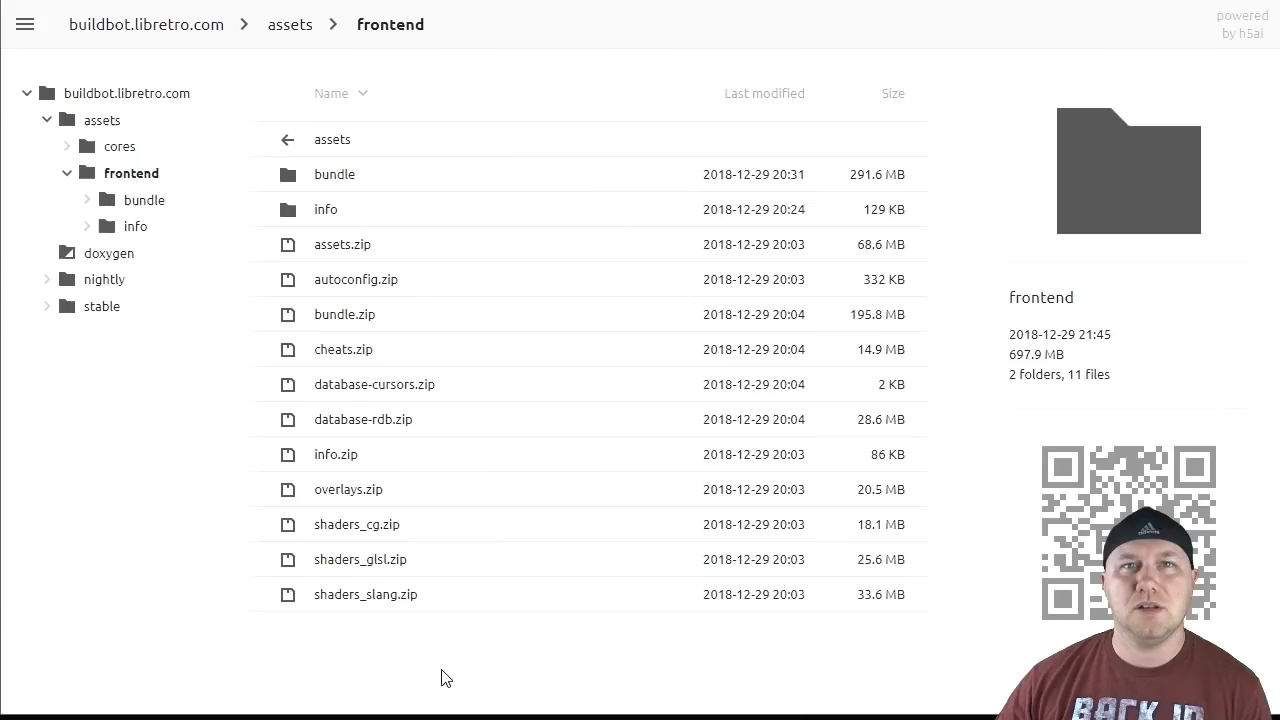 buildbot.libretro.com > assets > frontend
powered
by h5ai
buildbot.libretro.com
assets
cores
frontend
bundle
info
doxygen
nightly
stable
Name Last modified Size
assets
bundle 2018-12-29 20:31 291.6 MB
info 2018-12-29 20:24 129 KB
assets.zip 2018-12-29 20:03 68.6 MB
autoconfig.zip 2018-12-29 20:03 332 KB
bundle.zip 2018-12-29 20:04 195.8 MB
cheats.zip 2018-12-29 20:04 14.9 MB
database-cursors.zip 2018-12-29 20:04 2 KB
database-rdb.zip 2018-12-29 20:04 28.6 MB
info.zip 2018-12-29 20:03 86 KB
overlays.zip 2018-12-29 20:03 20.5 MB
shaders_cg.zip 2018-12-29 20:03 18.1 MB
shaders_glsl.zip 2018-12-29 20:03 25.6 MB
shaders_slang.zip 2018-12-29 20:03 33.6 MB
frontend
2018-12-29 21:45
697.9 MB
2 folders, 11 files
BACK IN